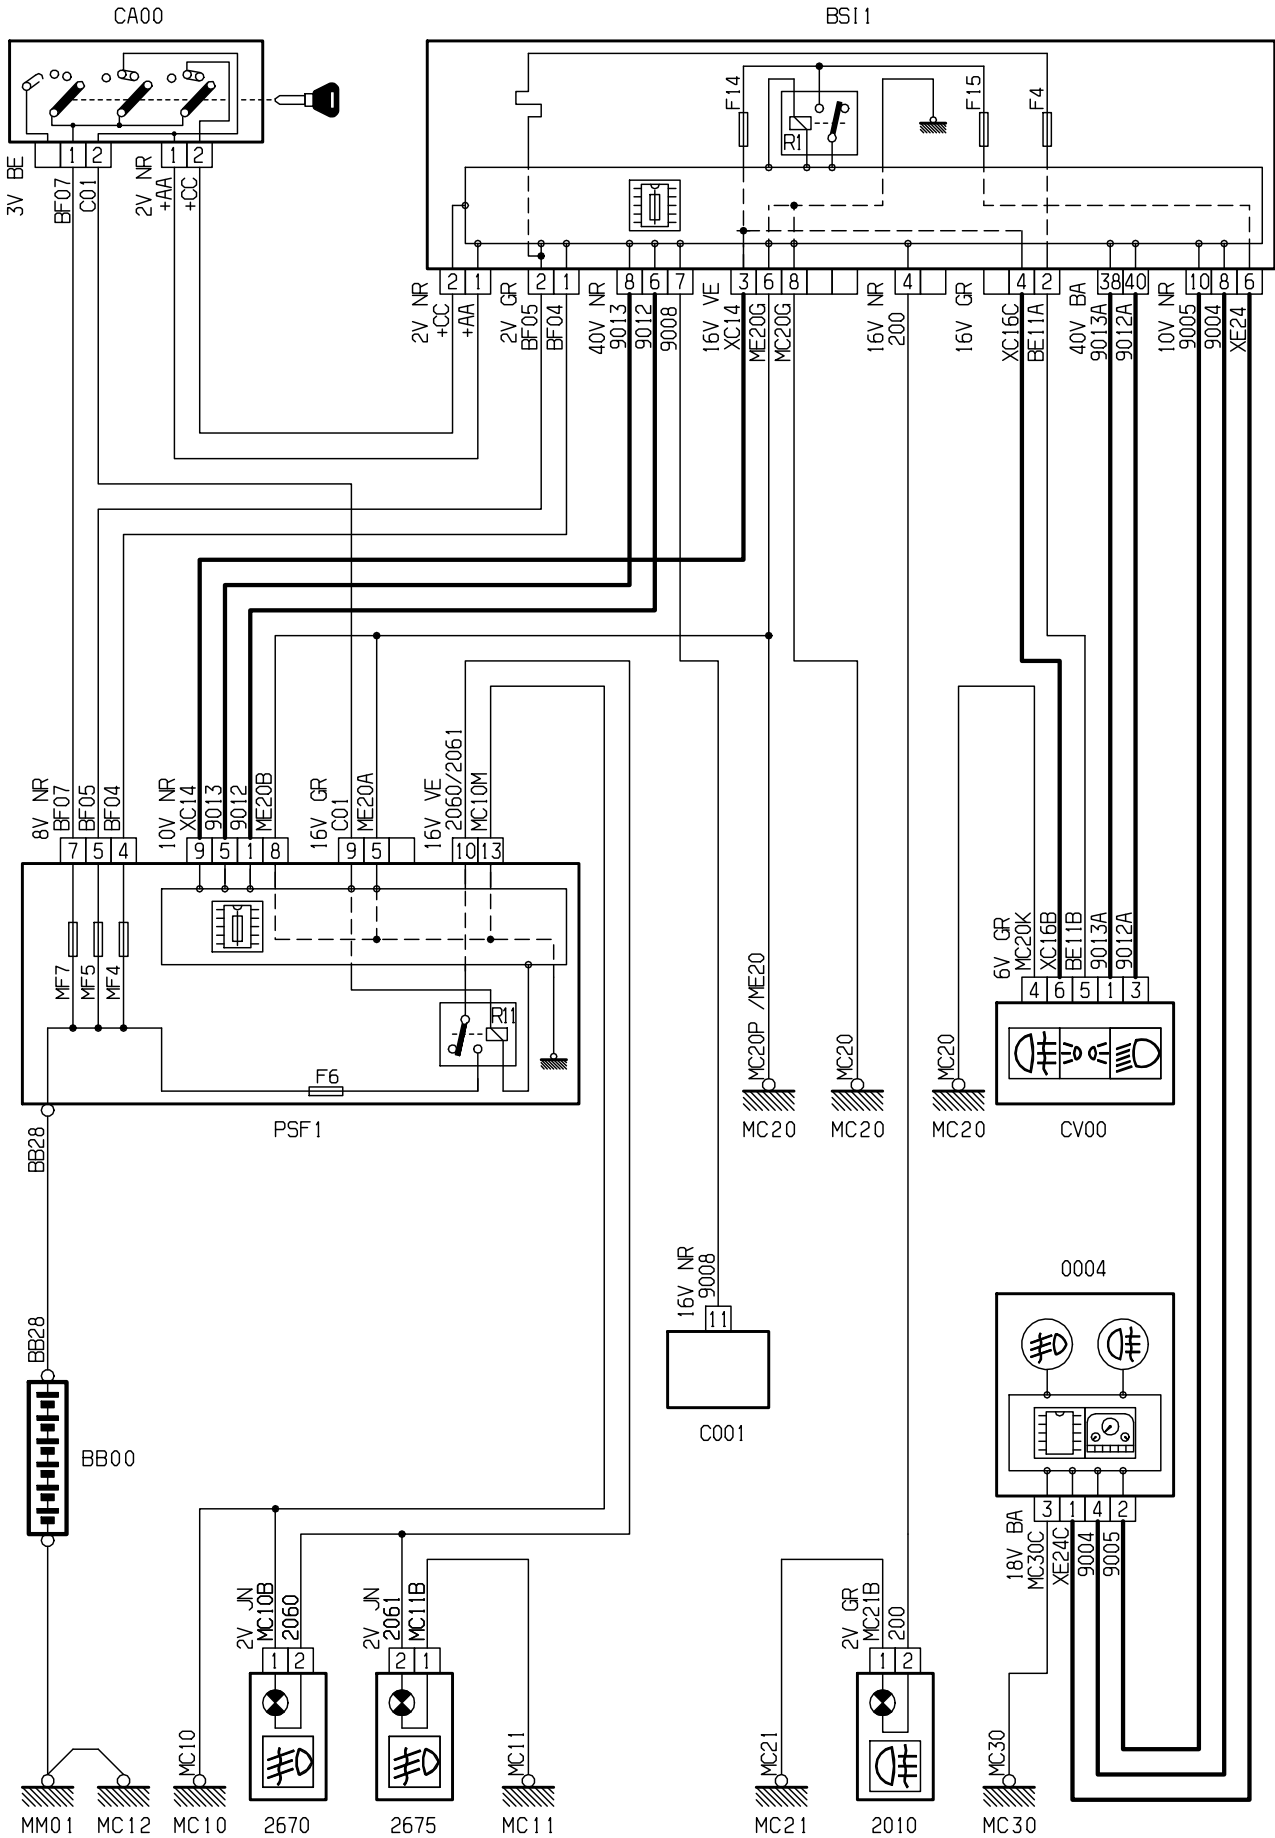 CA00
BSI1
F14
R1
F15
F4
1 2
1 2
3V BE
BF07
C01
2V NR
+AA
+CC
2 1
2 1
8 6 7
3 6 8
4
4 2
38 40
10 8 6
2V NR
+CC
+AA
2V GR
BF05
BF04
40V NR
9013
9012
9008
16V VE
XC14
ME20G
MC20G
16V NR
200
16V GR
XC16C
BE11A
40V BA
9013A
9012A
10V NR
9005
9004
XE24
8V NR
BF07
BF05
BF04
10V NR
XC14
9013
9012
ME20B
16V GR
C01
ME20A
16V VE
2060/2061
MC10M
7 5 4
9 5 1 8
9 5
10 13
MF7
MF5
MF4
R11
F6
PSF1
6V GR
MC20K
XC16B
BE11B
9013A
9012A
4 6 5 1 3
MC20P /ME20
MC20
MC20
MC20
MC20
MC20
CV00
BB28
BB28
BB00
16V NR
9008
11
C001
0004
3 1 4 2
18V BA
MC30C
XE24C
9004
9005
2V JN
MC10B
2060
2V JN
2061
MC11B
2V GR
MC21B
200
1 2
2 1
1 2
MC10
MC11
MC21
MC30
MM01
MC12
MC10
2670
2675
MC11
MC21
2010
MC30